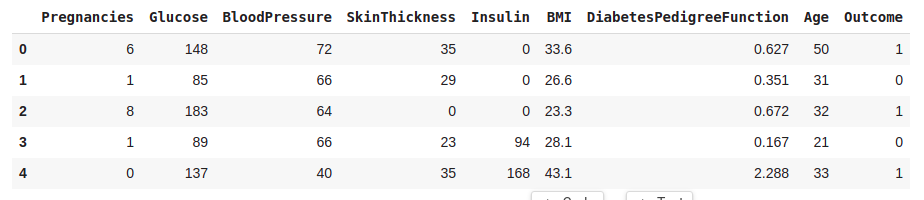 Pregnancies Glucose BloodPressure SkinThickness Insulin BMI DiabetesPedigreeFunction Age Outcome
0 6 148 72 35 0 33.6 0.627 50 1
1 1 85 66 29 0 26.6 0.351 31 0
2 8 183 64 0 0 23.3 0.672 32 1
3 1 89 66 23 94 28.1 0.167 21 0
4 0 137 40 35 168 43.1 2.288 33 1